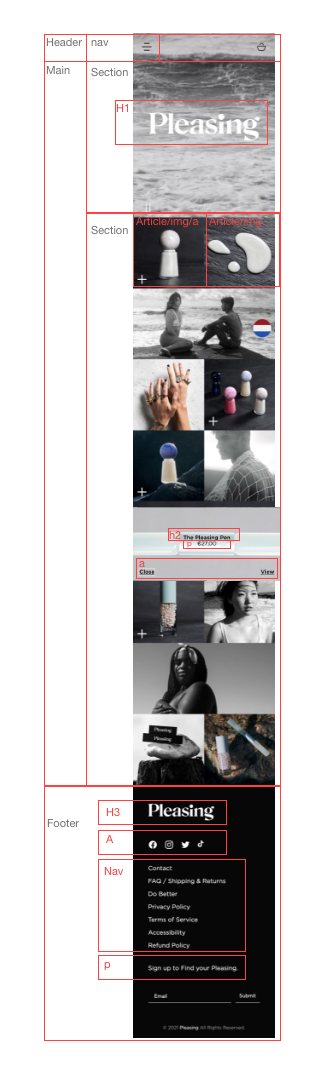 Header
nav
Main
Section
H1
Pleasing
Section
Article/img/a
h2
The Pleasing Pen
p
€27.00
a
Close
View
Pleasing
Pleasing
H3
Pleasing
Footer
A
Nav
Contact
FAQ / Shipping & Returns
Do Better
Privacy Policy
Terms of Service
Accessibility
Refund Policy
p
Sign up to Find your Pleasing.
Email
Submit
© 2021 Pleasing All Rights Reserved.